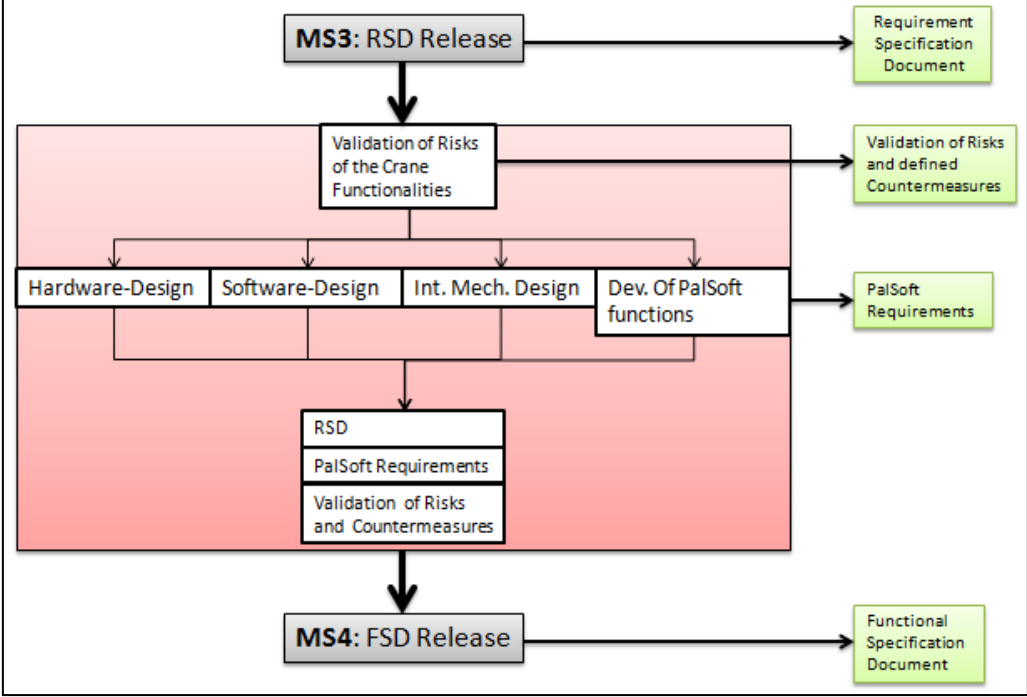 MS3: RSD Release
Requirement
Specification
Document
Validation of Risks
of the Crane
Functionalities
Validation of Risks
and defined
Countermeasures
Hardware-Design
Software-Design
Int. Mech. Design
Dev. Of PalSoft
functions
PalSoft
Requirements
RSD
PalSoft Requirements
Validation of Risks
and Countermeasures
MS4: FSD Release
Functional
Specification
Document